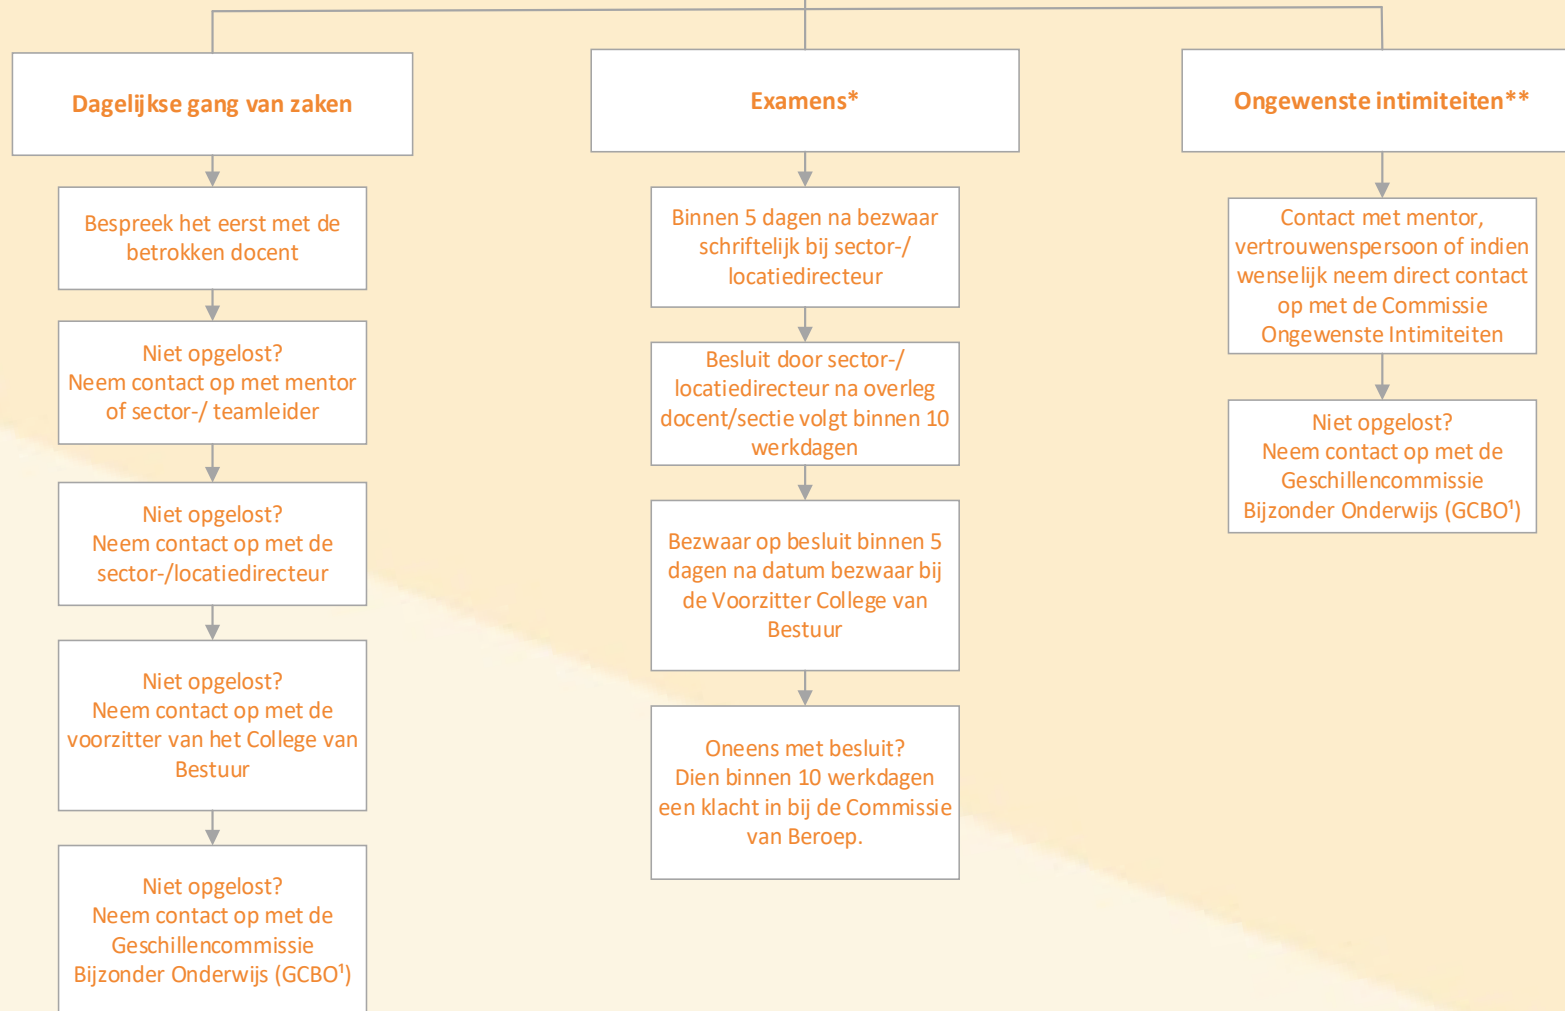 Dagelijkse gang van zaken
Bespreek het eerst met de
betrokken docent
Niet opgelost?
Neem contact op met mentor
of sector-/ teamleider
Niet opgelost?
Neem contact op met de
sector-/locatiedirecteur
Niet opgelost?
Neem contact op met de
voorzitter van het College van
Bestuur
Niet opgelost?
Neem contact op met de
Geschillencommissie
Bijzonder Onderwijs (GCBO¹)
Examens*
Binnen 5 dagen na bezwaar
schriftelijk bij sector-/
locatiedirecteur
Besluit door sector-/
locatiedirecteur na overleg
docent/sectie volgt binnen 10
werkdagen
Bezwaar op besluit binnen 5
dagen na datum bezwaar bij
de Voorzitter College van
Bestuur
Oneens met besluit?
Dien binnen 10 werkdagen
een klacht in bij de Commissie
van Beroep.
Ongewenste intimiteiten**
Contact met mentor,
vertrouwenspersoon of indien
wenselijk neem direct contact
op met de Commissie
Ongewenste Intimiteiten
Niet opgelost?
Neem contact op met de
Geschillencommissie
Bijzonder Onderwijs (GCBO¹)